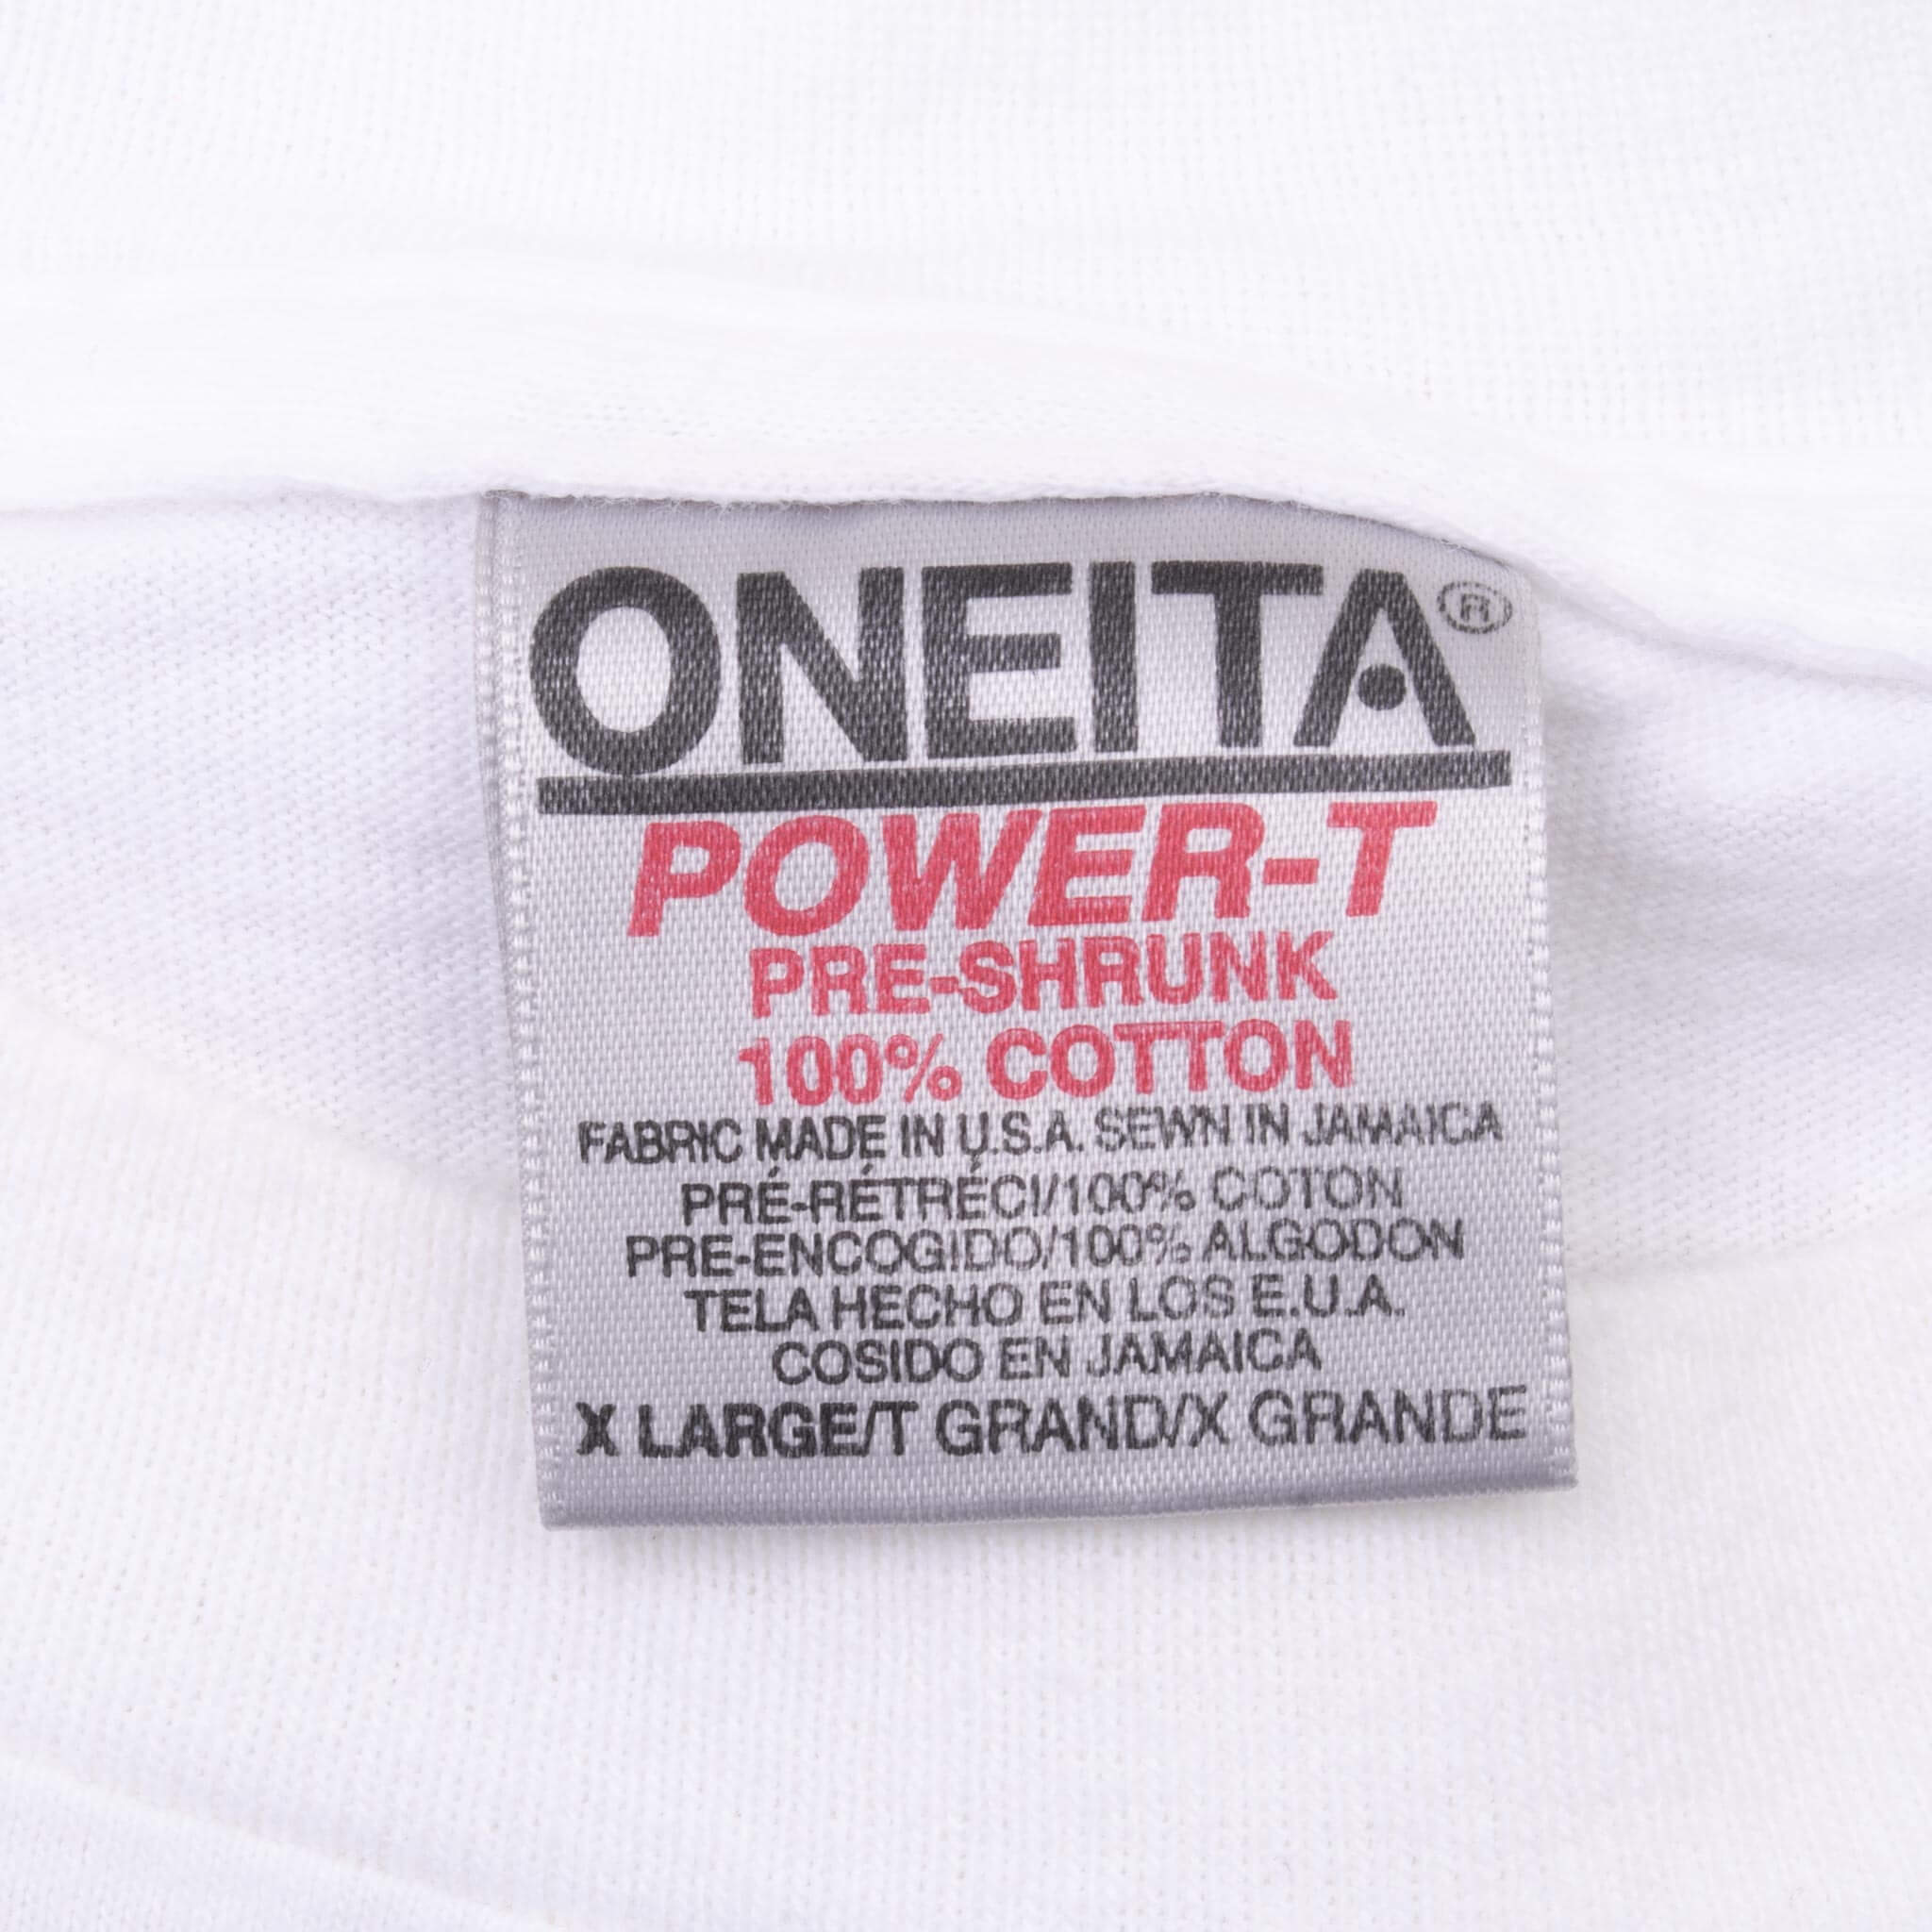 ONEITA®
POWER-T
PRE-SHRUNK
100% COTTON
FABRIC MADE IN U.S.A. SEWN IN JAMAICA
PRÉ-RÉTRÉCI/100% COTON
PRE-ENCOGIDO/100% ALGODON
TELA HECHO EN LOS E.U.A.
COSIDO EN JAMAICA
X LARGE/T GRAND/X GRANDE